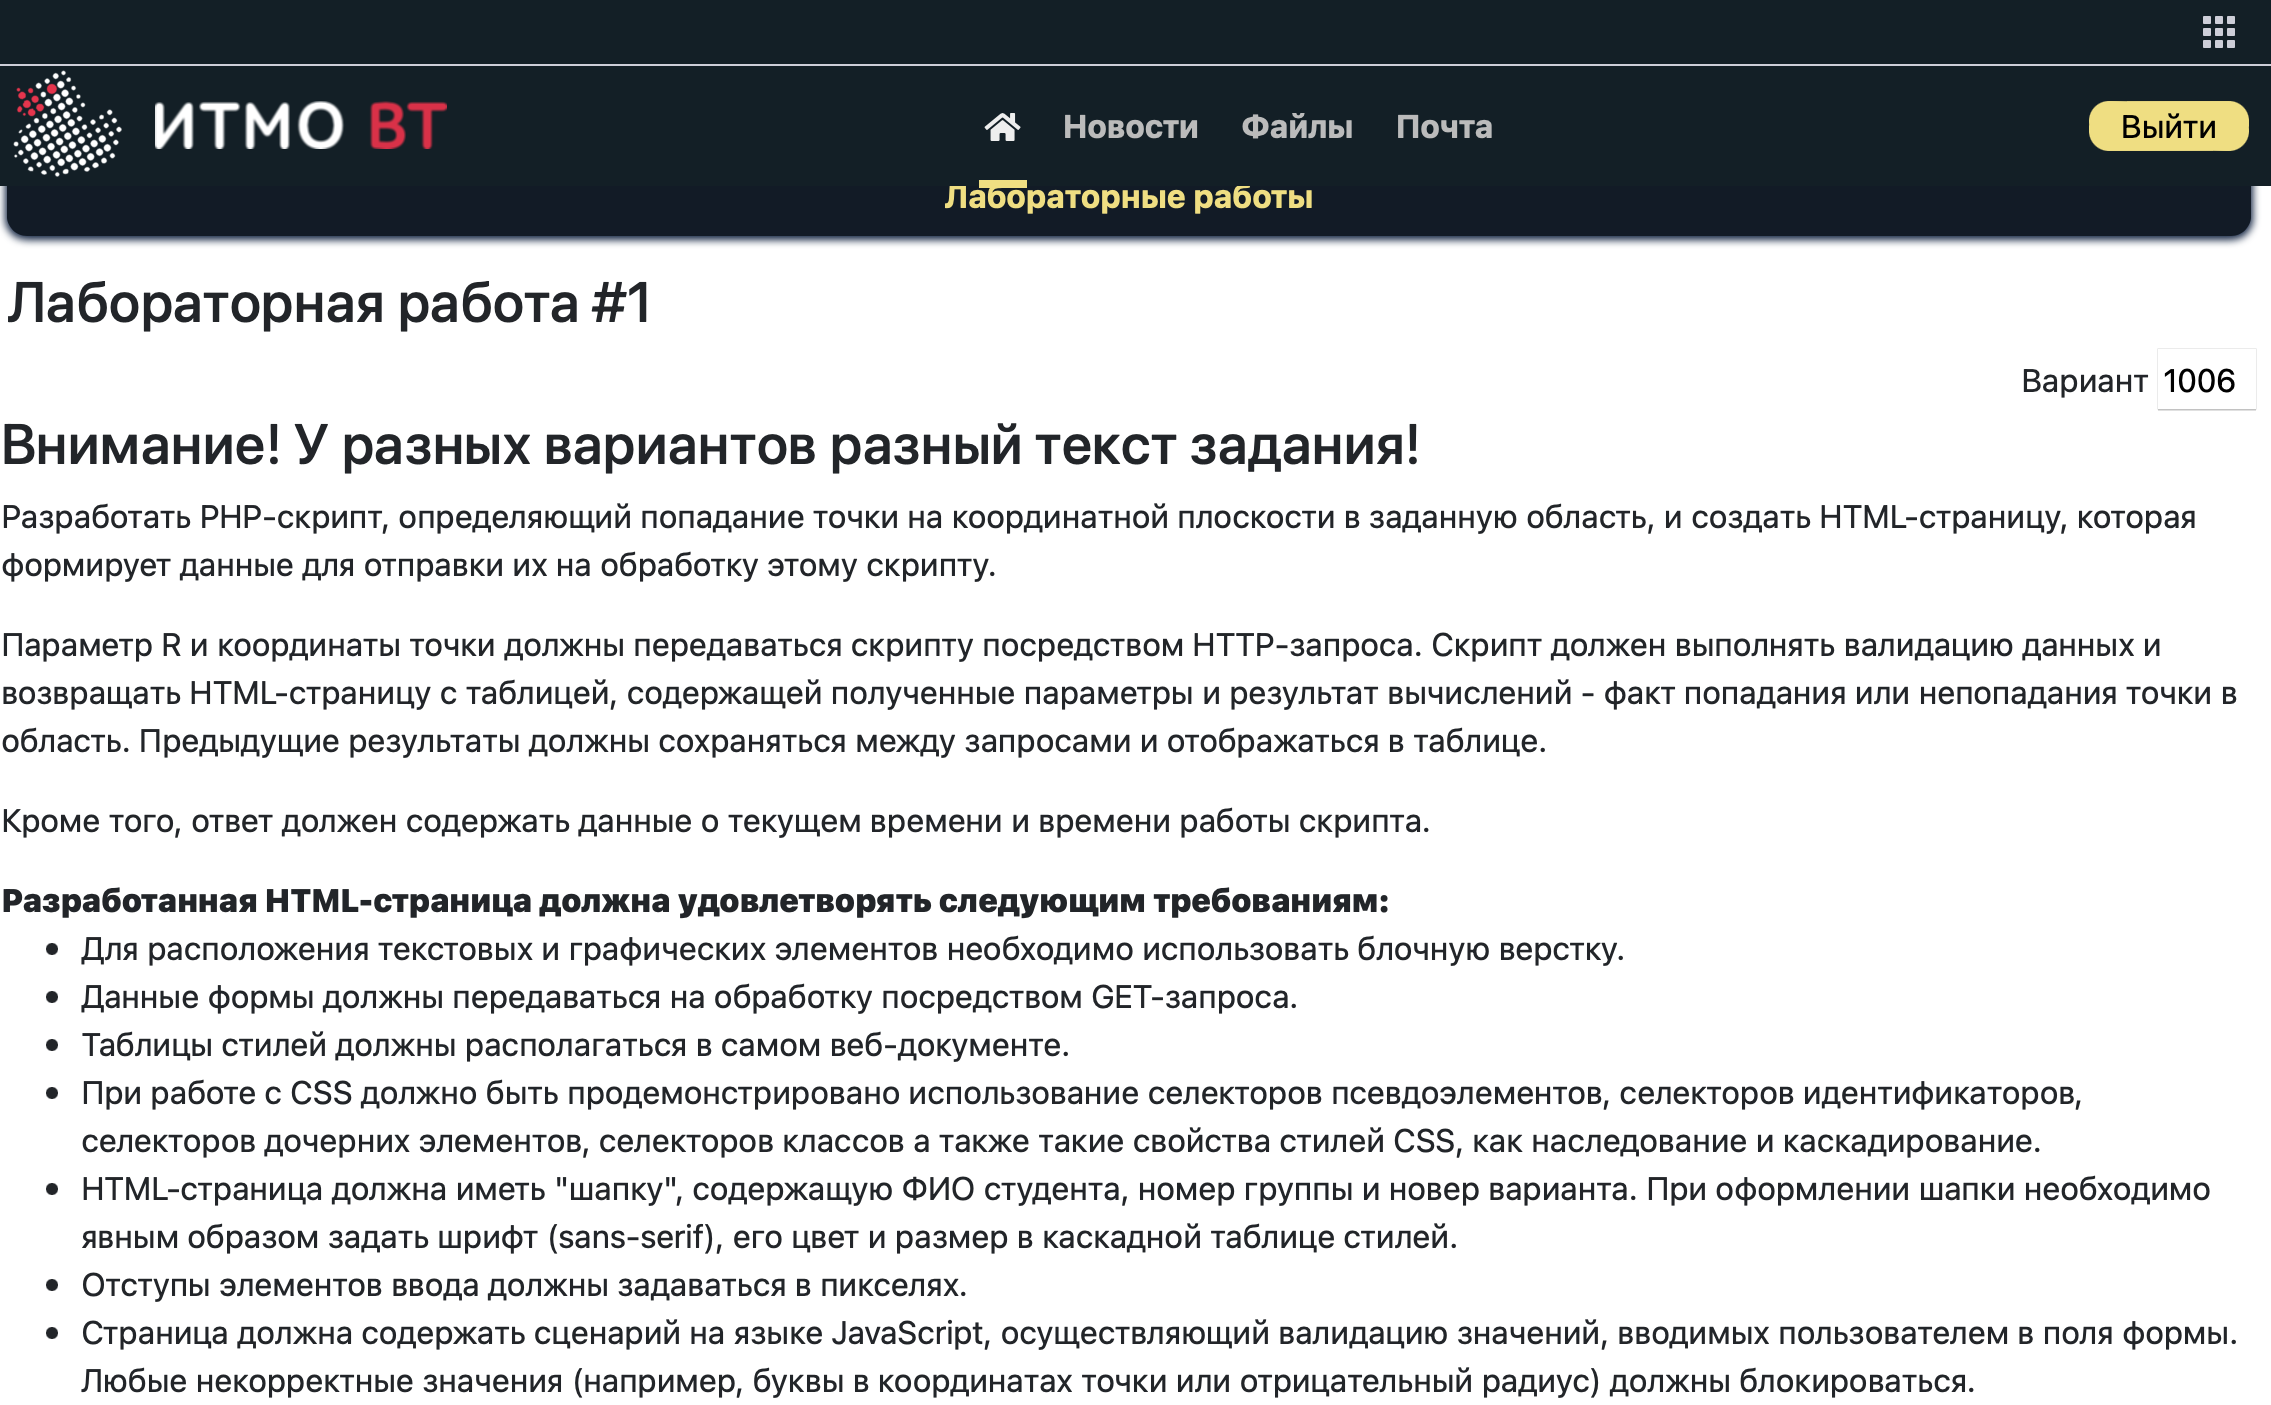 ИТМО ВТ
Новости Файлы Почта
Выйти
Лабораторные работы
Лабораторная работа #1
Вариант 1006
Внимание! У разных вариантов разный текст задания!
Разработать PHP-скрипт, определяющий попадание точки на координатной плоскости в заданную область, и создать HTML-страницу, которая
формирует данные для отправки их на обработку этому скрипту.
Параметр R и координаты точки должны передаваться скрипту посредством HTTP-запроса. Скрипт должен выполнять валидацию данных и
возвращать HTML-страницу с таблицей, содержащей полученные параметры и результат вычислений - факт попадания или непопадания точки в
область. Предыдущие результаты должны сохраняться между запросами и отображаться в таблице.
Кроме того, ответ должен содержать данные о текущем времени и времени работы скрипта.
Разработанная HTML-страница должна удовлетворять следующим требованиям:
• Для расположения текстовых и графических элементов необходимо использовать блочную верстку.
• Данные формы должны передаваться на обработку посредством GET-запроса.
• Таблицы стилей должны располагаться в самом веб-документе.
• При работе с CSS должно быть продемонстрировано использование селекторов псевдоэлементов, селекторов идентификаторов,
селекторов дочерних элементов, селекторов классов а также такие свойства стилей CSS, как наследование и каскадирование.
• HTML-страница должна иметь "шапку", содержащую ФИО студента, номер группы и новер варианта. При оформлении шапки необходимо
явным образом задать шрифт (sans-serif), его цвет и размер в каскадной таблице стилей.
• Отступы элементов ввода должны задаваться в пикселях.
• Страница должна содержать сценарий на языке JavaScript, осуществляющий валидацию значений, вводимых пользователем в поля формы.
Любые некорректные значения (например, буквы в координатах точки или отрицательный радиус) должны блокироваться.